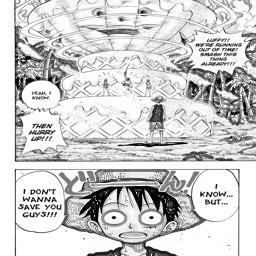 LUFFY!!
WE'RE RUNNING
OUT OF TIME!
SMASH THIS
THING
ALREADY!!!
YEAH, I
KNOW.
THEN
HURRY
UP!!!
I
KNOW...
BUT...
I DON'T
WANNA
SAVE YOU
GUYS!!!